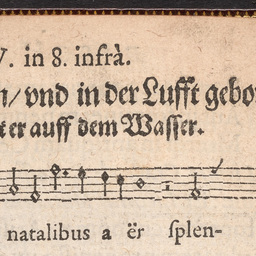 V. in 8. infrà.
n/ vnd in der Lufft gebo
t er auff dem Wasser.
natalibus a ër ſplen-